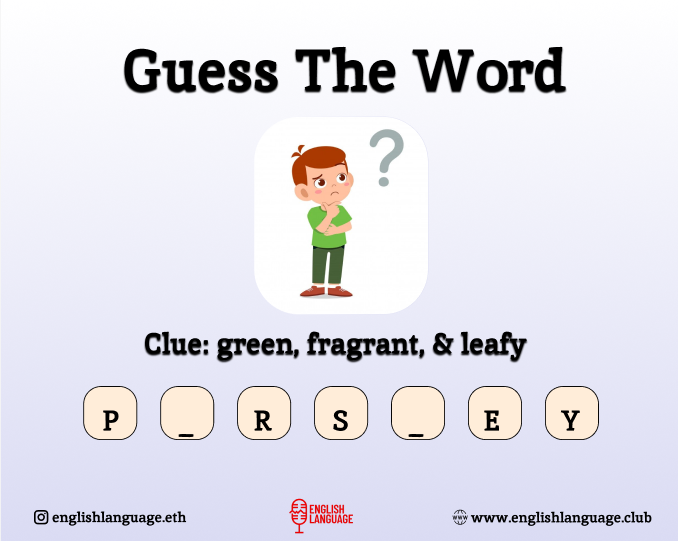 Guess The Word
?
Clue: green, fragrant, & leafy
P _ R S _ E Y
englishlanguage.eth
ENGLISH
LANGUAGE
www.englishlanguage.club